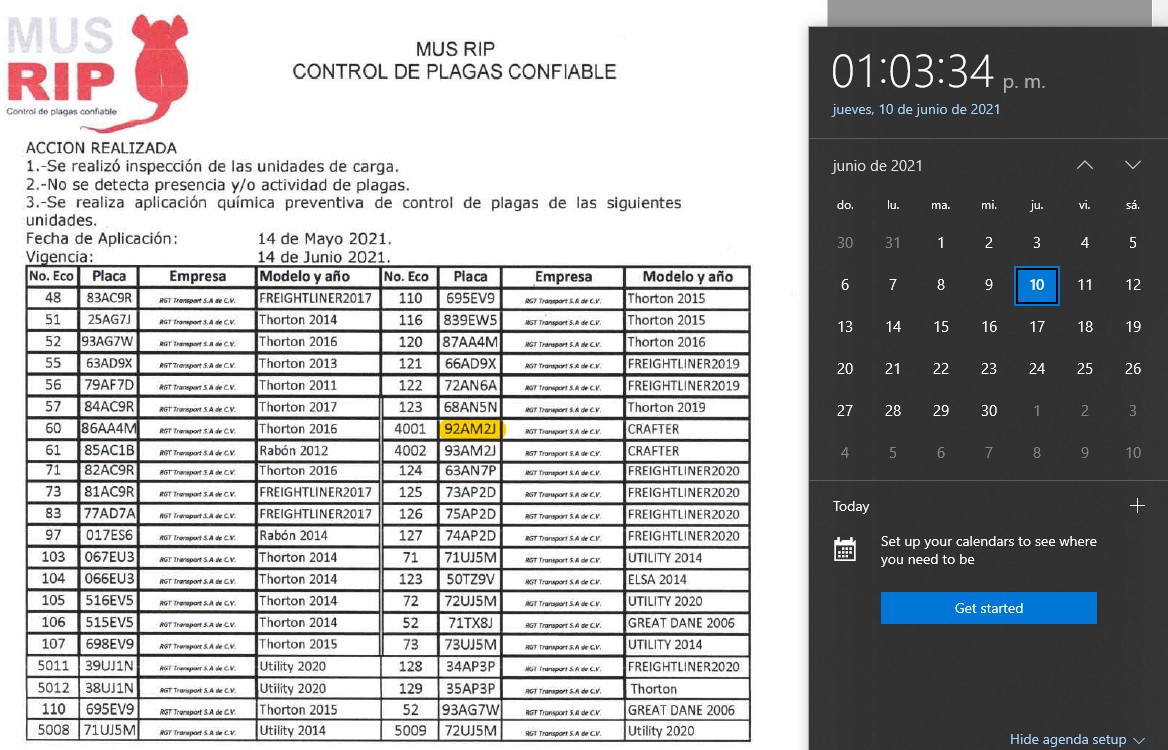 MUS
RIP
Control de plagas confiable
MUS RIP
CONTROL DE PLAGAS CONFIABLE
ACCION REALIZADA
1.-Se realizó inspección de las unidades de carga.
2.-No se detecta presencia y/o actividad de plagas.
3.-Se realiza aplicación química preventiva de control de plagas de las siguientes
unidades.
Fecha de Aplicación: 14 de Mayo 2021.
Vigencia: 14 de Junio 2021.
No. Eco Placa Empresa Modelo y año No. Eco Placa Empresa Modelo y año
48 83AC9R RGT Transport S.A de C.V. FREIGHTLINER2017 110 695EV9 RGT Transport S.A de C.V. Thorton 2015
51 25AG7J RGT Transport S.A de C.V. Thorton 2014 116 839EW5 RGT Transport S.A de C.V. Thorton 2015
52 93AG7W RGT Transport S.A de C.V. Thorton 2016 120 87AA4M RGT Transport S.A de C.V. Thorton 2016
55 63AD9X RGT Transport S.A de C.V. Thorton 2013 121 66AD9X RGT Transport S.A de C.V. FREIGHTLINER2019
56 79AF7D RGT Transport S.A de C.V. Thorton 2011 122 72AN6A RGT Transport S.A de C.V. FREIGHTLINER2019
57 84AC9R RGT Transport S.A de C.V. Thorton 2017 123 68AN5N RGT Transport S.A de C.V. Thorton 2019
60 86AA4M RGT Transport S.A de C.V. Thorton 2016 4001 92AM2J RGT Transport S.A de C.V. CRAFTER
61 85AC1B RGT Transport S.A de C.V. Rabón 2012 4002 93AM2J RGT Transport S.A de C.V. CRAFTER
71 82AC9R RGT Transport S.A de C.V. Thorton 2016 124 63AN7P RGT Transport S.A de C.V. FREIGHTLINER2020
73 81AC9R RGT Transport S.A de C.V. FREIGHTLINER2017 125 73AP2D RGT Transport S.A de C.V. FREIGHTLINER2020
83 77AD7A RGT Transport S.A de C.V. FREIGHTLINER2017 126 75AP2D RGT Transport S.A de C.V. FREIGHTLINER2020
97 017ES6 RGT Transport S.A de C.V. Rabón 2014 127 74AP2D RGT Transport S.A de C.V. FREIGHTLINER2020
103 067EU3 RGT Transport S.A de C.V. Thorton 2014 71 71UJ5M RGT Transport S.A de C.V. UTILITY 2014
104 066EU3 RGT Transport S.A de C.V. Thorton 2014 123 50TZ9V RGT Transport S.A de C.V. ELSA 2014
105 516EV5 RGT Transport S.A de C.V. Thorton 2014 72 72UJ5M RGT Transport S.A de C.V. UTILITY 2020
106 515EV5 RGT Transport S.A de C.V. Thorton 2014 52 71TX8J RGT Transport S.A de C.V. GREAT DANE 2006
107 698EV9 RGT Transport S.A de C.V. Thorton 2015 73 73UJ5M RGT Transport S.A de C.V. UTILITY 2014
5011 39UJ1N RGT Transport S.A de C.V. Utility 2020 128 34AP3P RGT Transport S.A de C.V. FREIGHTLINER2020
5012 38UJ1N RGT Transport S.A de C.V. Utility 2020 129 35AP3P RGT Transport S.A de C.V. Thorton
110 695EV9 RGT Transport S.A de C.V. Thorton 2015 52 93AG7W RGT Transport S.A de C.V. GREAT DANE 2006
5008 71UJ5M RGT Transport S.A de C.V. Utility 2014 5009 72UJ5M RGT Transport S.A de C.V. Utility 2020
01:03:34 p. m.
jueves, 10 de junio de 2021
junio de 2021
do. lu. ma. mi. ju. vi. sá.
30 31 1 2 3 4 5
6 7 8 9 10 11 12
13 14 15 16 17 18 19
20 21 22 23 24 25 26
27 28 29 30 1 2 3
4 5 6 7 8 9 10
Today
Set up your calendars to see where
you need to be
Get started
Hide agenda setup